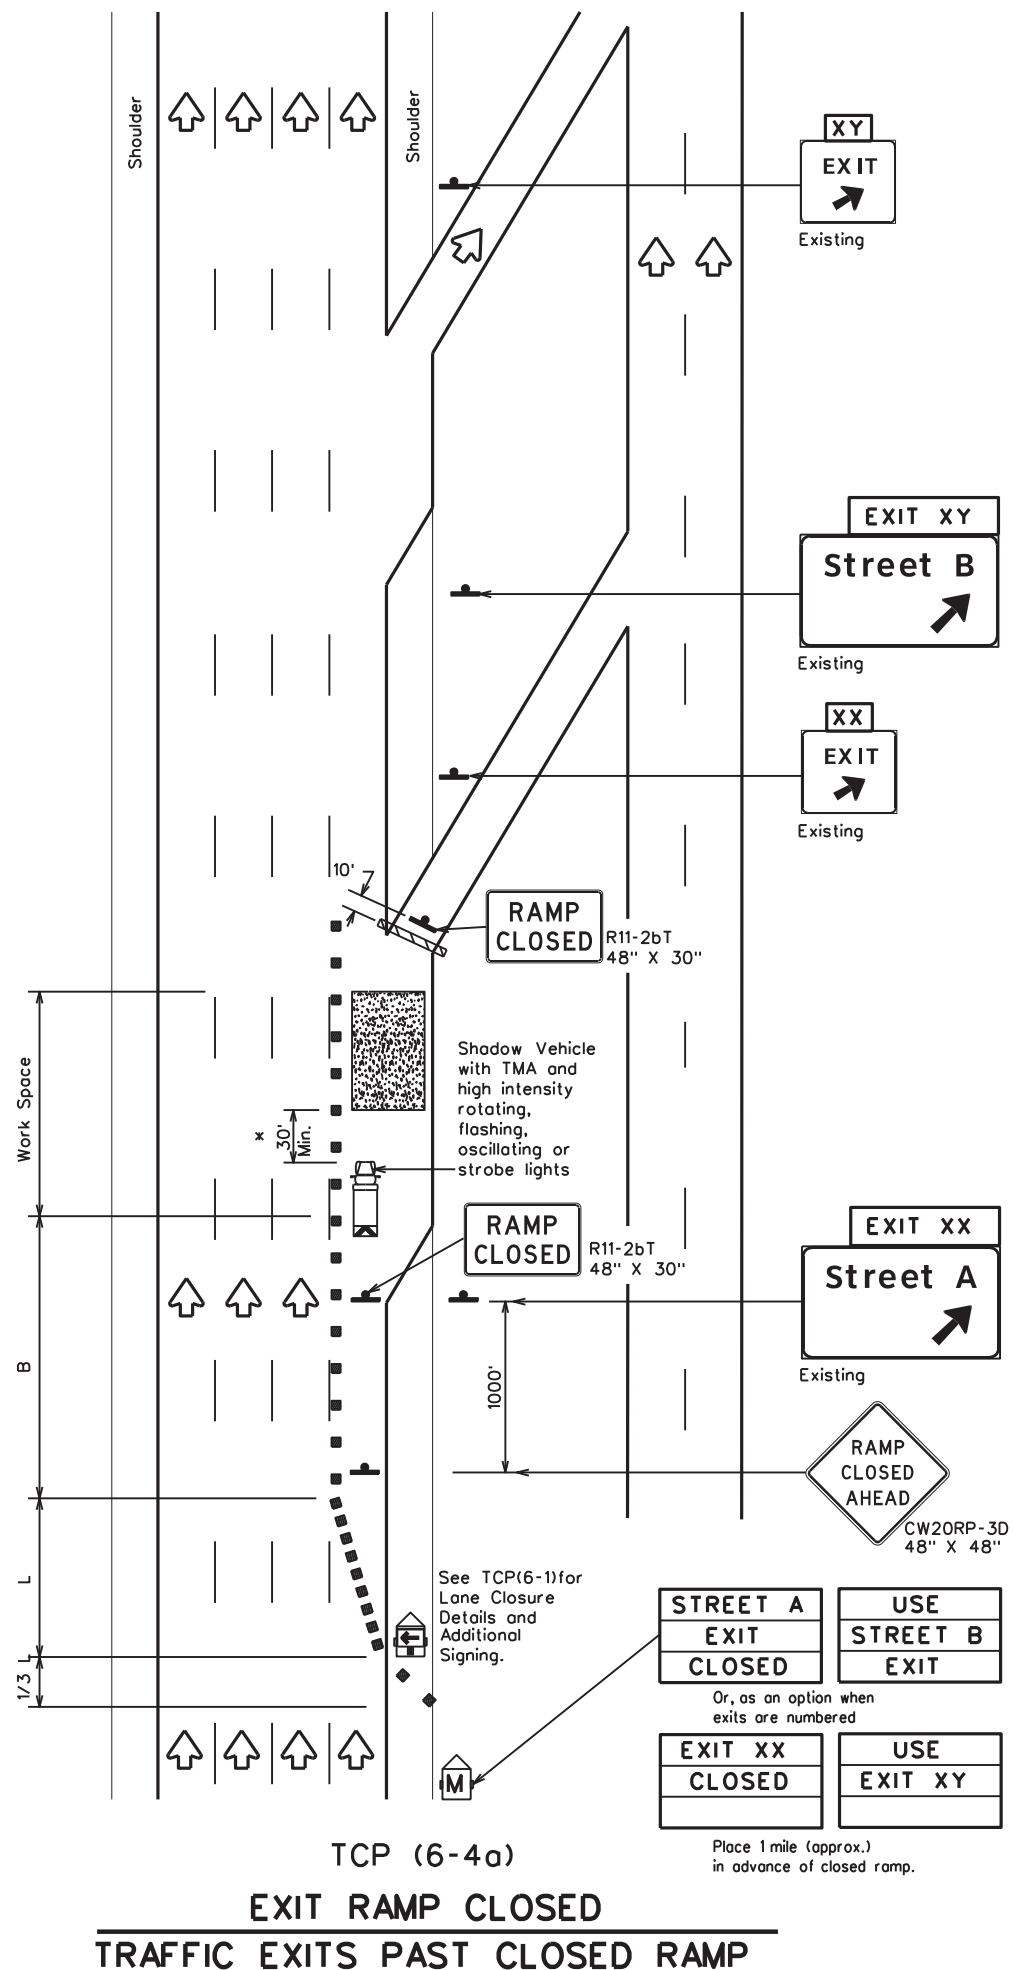 Shoulder
Shoulder
XY
EXIT
Existing
EXIT XY
Street B
Existing
XX
EXIT
Existing
10'
RAMP
CLOSED
R11-2bT
48" X 30"
Work Space
Shadow Vehicle
with TMA and
high intensity
rotating,
flashing,
oscillating or
strobe lights
*
30'
Min.
RAMP
CLOSED
R11-2bT
48" X 30"
EXIT XX
Street A
Existing
B
1000'
RAMP
CLOSED
AHEAD
CW20RP-3D
48" X 48"
L
See TCP(6-1)for
Lane Closure
Details and
Additional
Signing.
1/3 L
STREET A
EXIT
CLOSED
USE
STREET B
EXIT
Or, as an option when
exits are numbered
EXIT XX
CLOSED
USE
EXIT XY
M
Place 1 mile (approx.)
in advance of closed ramp.
TCP (6-4a)
EXIT RAMP CLOSED
TRAFFIC EXITS PAST CLOSED RAMP